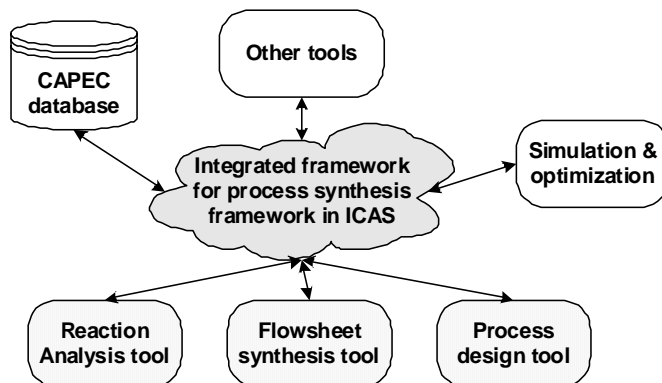 CAPEC
database
Other tools
Integrated framework
for process synthesis
framework in ICAS
Simulation &
optimization
Reaction
Analysis tool
Flowsheet
synthesis tool
Process
design tool